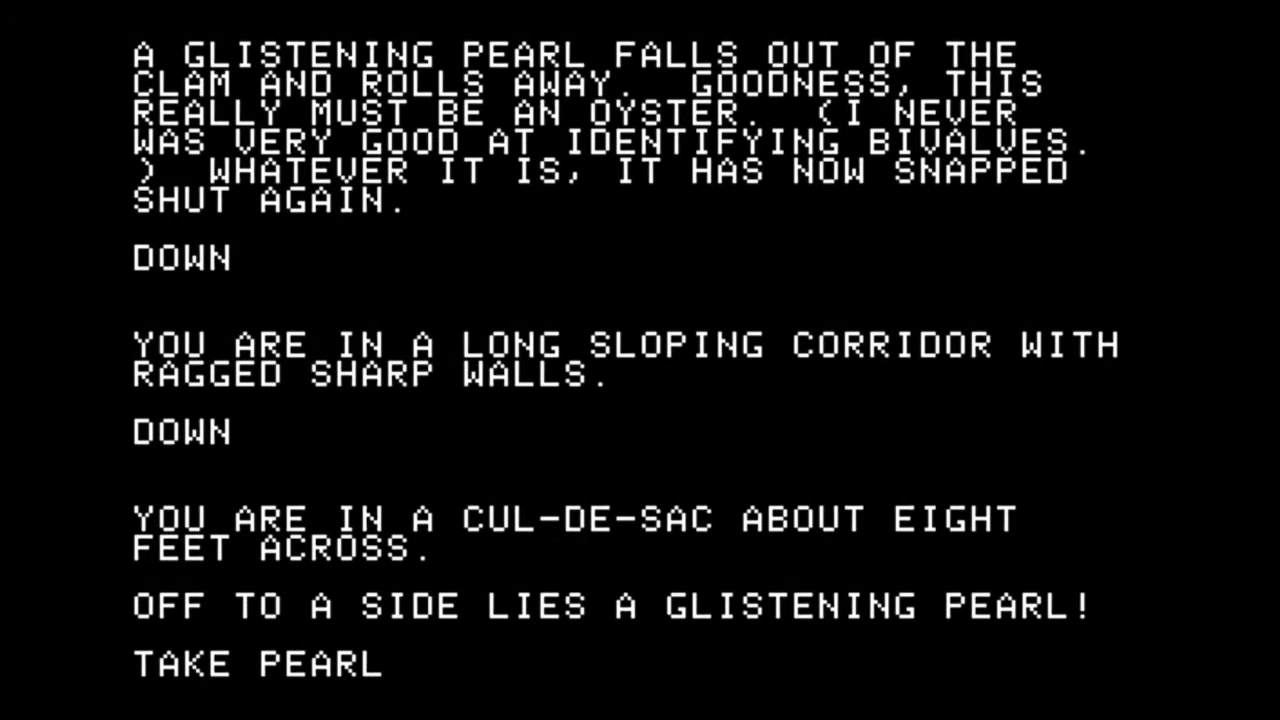 A GLISTENING PEARL FALLS OUT OF THE
CLAM AND ROLLS AWAY.  GOODNESS, THIS
REALLY MUST BE AN OYSTER.  (I NEVER
WAS VERY GOOD AT IDENTIFYING BIVALVES.
)  WHATEVER IT IS, IT HAS NOW SNAPPED
SHUT AGAIN.
DOWN
YOU ARE IN A LONG SLOPING CORRIDOR WITH
RAGGED SHARP WALLS.
DOWN
YOU ARE IN A CUL-DE-SAC ABOUT EIGHT
FEET ACROSS.
OFF TO A SIDE LIES A GLISTENING PEARL!
TAKE PEARL